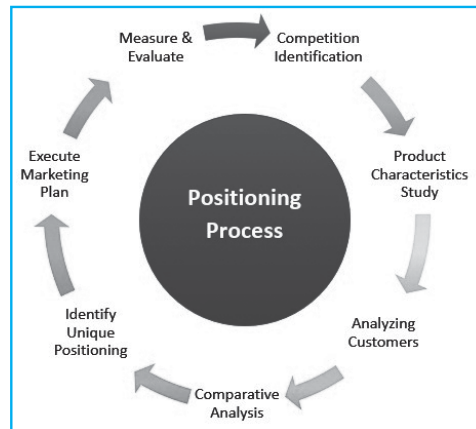 Measure &
Evaluate
Competition
Identification
Product
Characteristics
Study
Analyzing
Customers
Comparative
Analysis
Identify
Unique
Positioning
Execute
Marketing
Plan
Positioning
Process